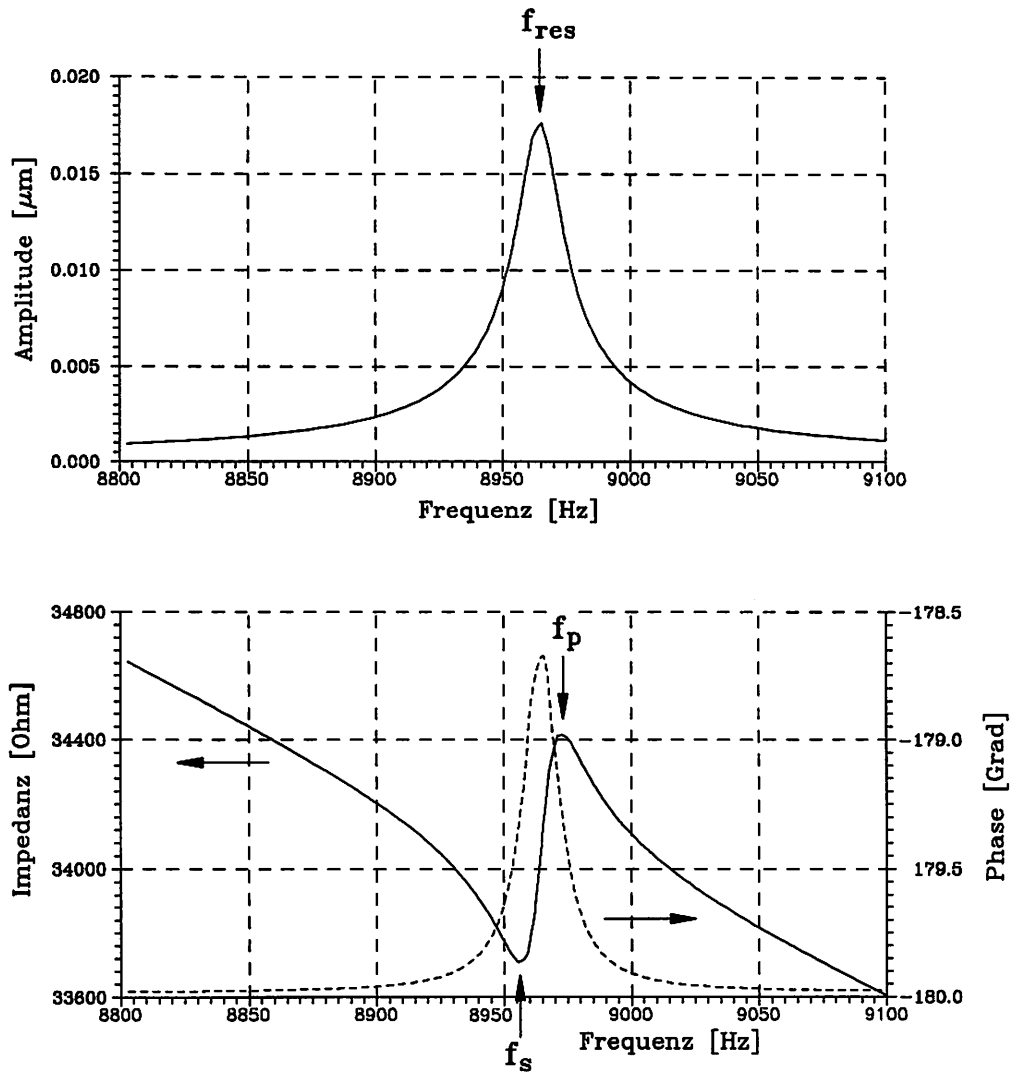 f_res
0.020
0.015
0.010
0.005
0.000
Amplitude [μm]
8800 8850 8900 8950 9000 9050 9100
Frequenz [Hz]
34800
34400
34000
33600
Impedanz [Ohm]
f_p
-178.5
-179.0
-179.5
-180.0
Phase [Grad]
8800 8850 8900 8950 9000 9050 9100
f_s
Frequenz [Hz]